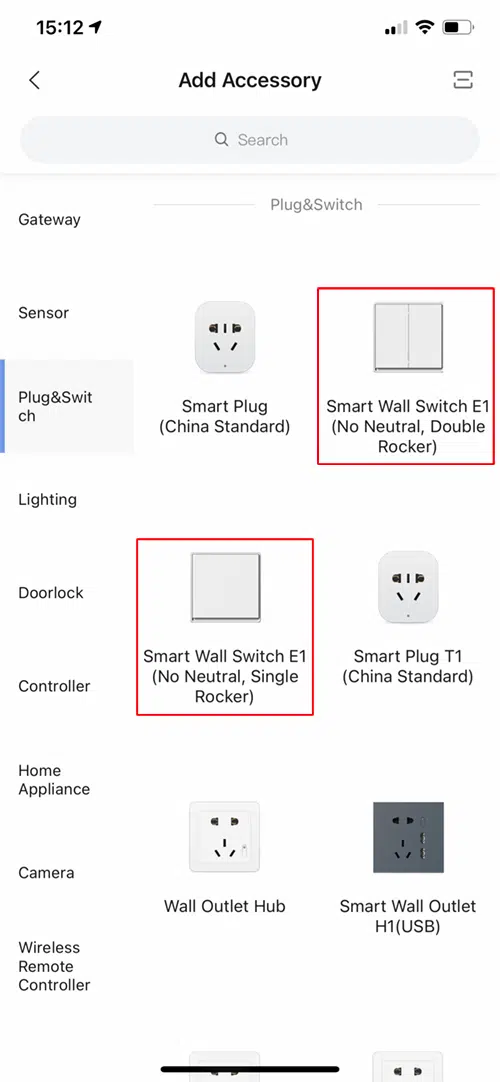 15:12
Add Accessory
Search
Gateway
Sensor
Plug&Swit
ch
Lighting
Doorlock
Controller
Home
Appliance
Camera
Wireless
Remote
Controller
Plug&Switch
Smart Plug
(China Standard)
Smart Wall Switch E1
(No Neutral, Double
Rocker)
Smart Wall Switch E1
(No Neutral, Single
Rocker)
Smart Plug T1
(China Standard)
Wall Outlet Hub
Smart Wall Outlet
H1(USB)